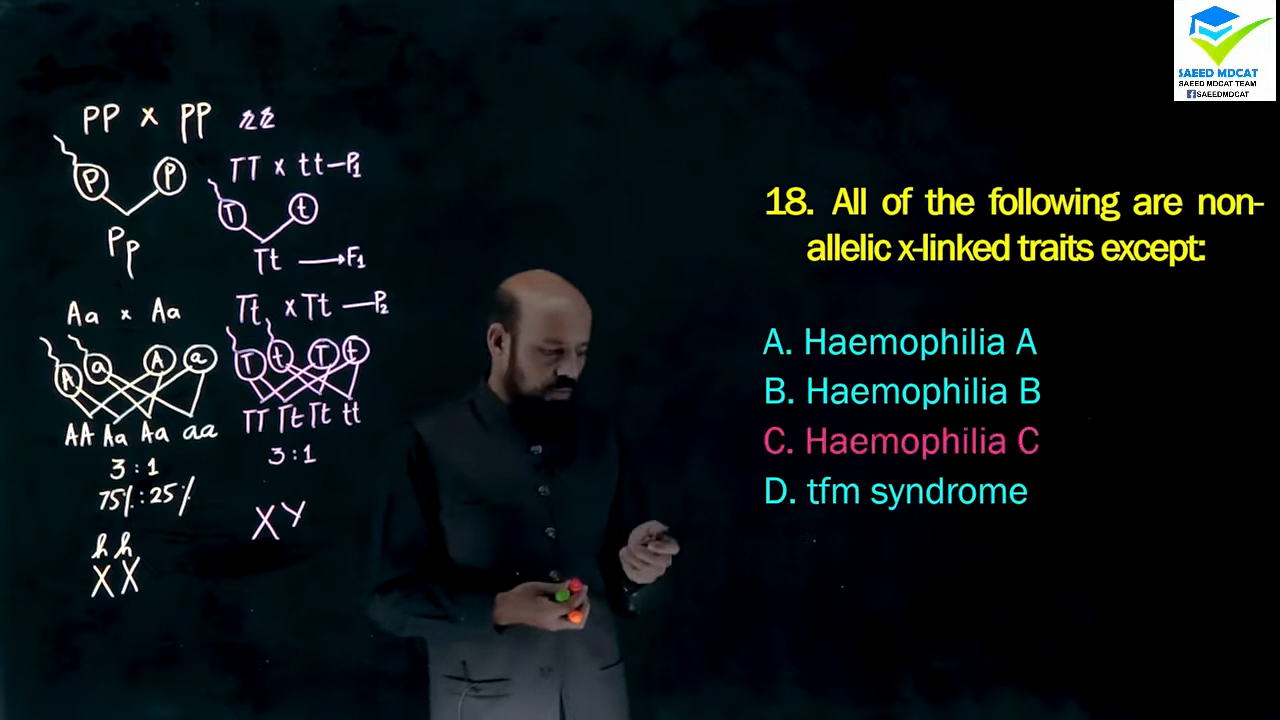 PP x pp
TT x tt–P1
P P
T t
Pp
Tt → F1
Aa x Aa
Tt x Tt — P2
A a A a
T t T t
AA Aa Aa aa
TT Tt Tt tt
3:1
3:1
75%:25%
h h
XX
XY
18. All of the following are non-
allelic x-linked traits except:
A. Haemophilia A
B. Haemophilia B
C. Haemophilia C
D. tfm syndrome
SAEED MDCAT
SAEED MDCAT TEAM
SAEEDMDCAT